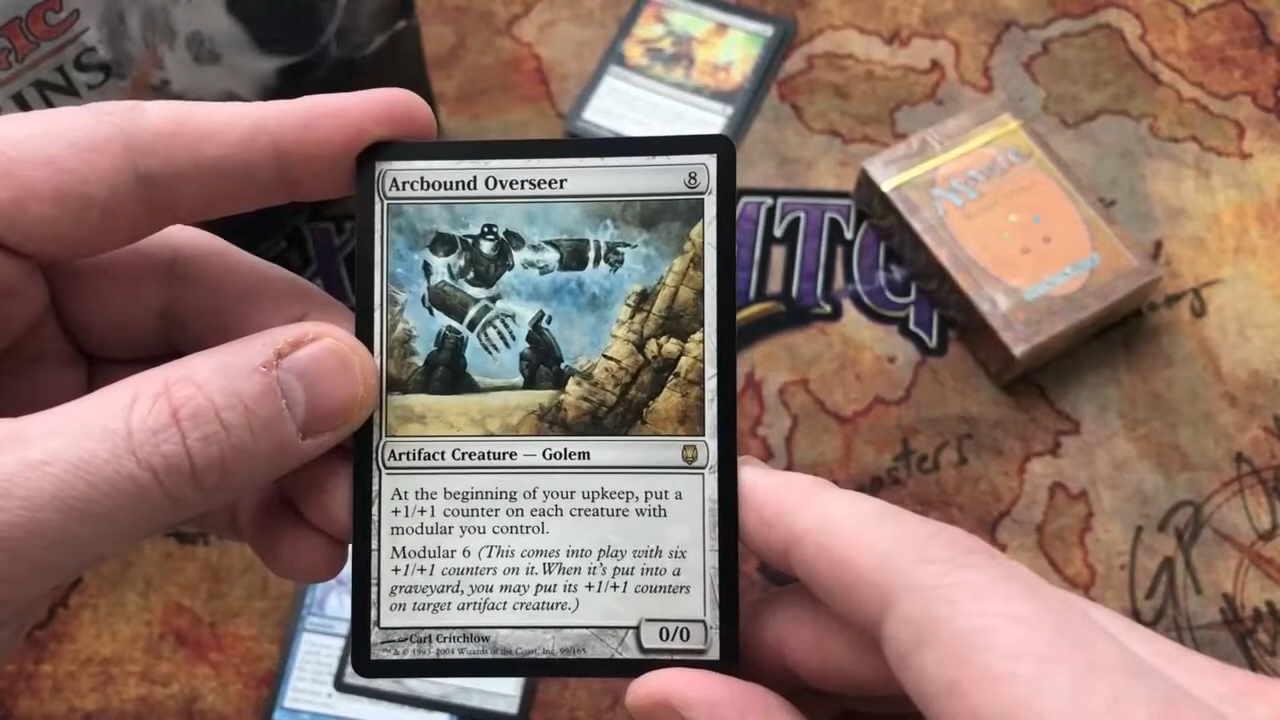 INS
Arcbound Overseer 8
MTG
Artifact Creature — Golem
At the beginning of your upkeep, put a
+1/+1 counter on each creature with
modular you control.
Modular 6 (This comes into play with six
+1/+1 counters on it. When it's put into a
graveyard, you may put its +1/+1 counters
on target artifact creature.)
0/0
Carl Critchlow
™ & © 1993-2004 Wizards of the Coast, Inc. 99/165
GP